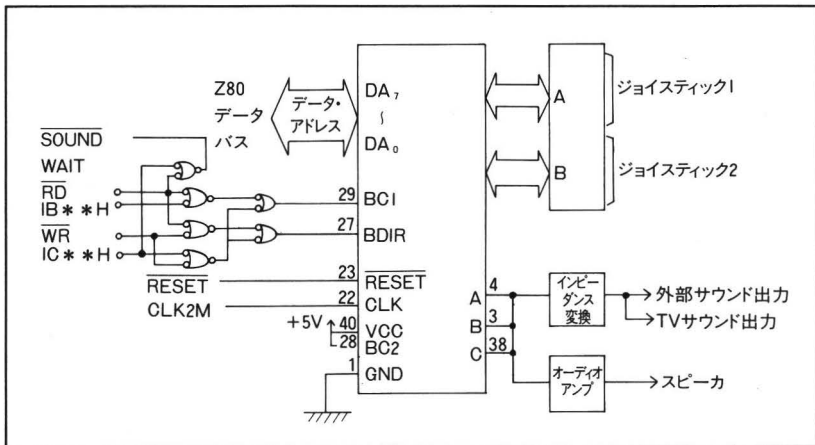 SOUND
WAIT
RD
IB＊＊H
WR
IC＊＊H
RESET
CLK2M
+5V
Z80
データ
バス
データ・
アドレス
DA7
〜
DA0
29 BC1
27 BDIR
23 RESET
22 CLK
40 VCC
28 BC2
1 GND
A
ジョイスティック1
B
ジョイスティック2
A 4
B 3
C 38
インピー
ダンス
変換
外部サウンド出力
TVサウンド出力
オーディオ
アンプ
スピーカ